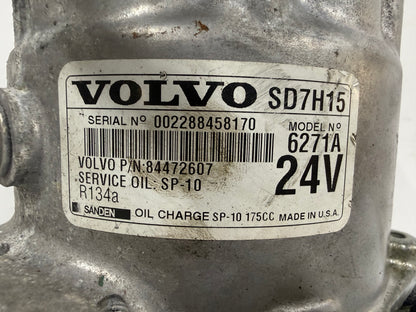 VOLVO SD7H15
SERIAL Nº 002288458170 MODEL Nº
6271A
VOLVO P/N:84472607
SERVICE OIL: SP-10 24V
R134a
SANDEN OIL CHARGE SP-10 175CC MADE IN U.S.A.